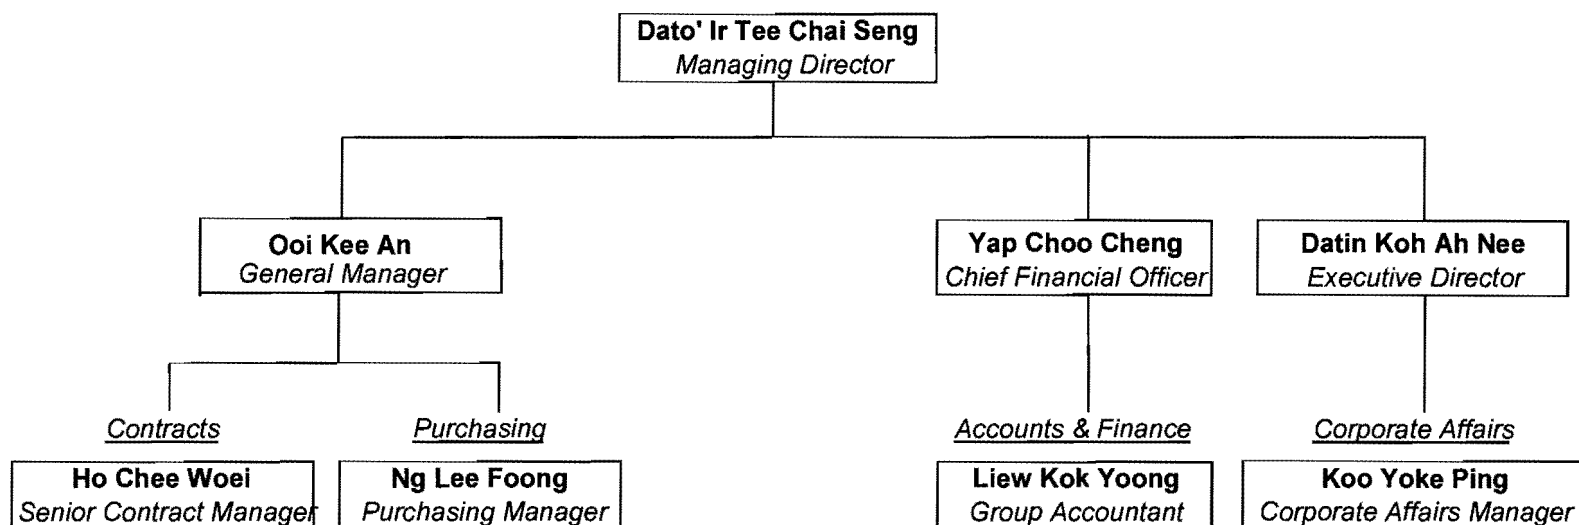 Dato' Ir Tee Chai Seng
Managing Director
Ooi Kee An
General Manager
Yap Choo Cheng
Chief Financial Officer
Datin Koh Ah Nee
Executive Director
Contracts
Purchasing
Accounts & Finance
Corporate Affairs
Ho Chee Woei
Senior Contract Manager
Ng Lee Foong
Purchasing Manager
Liew Kok Yoong
Group Accountant
Koo Yoke Ping
Corporate Affairs Manager